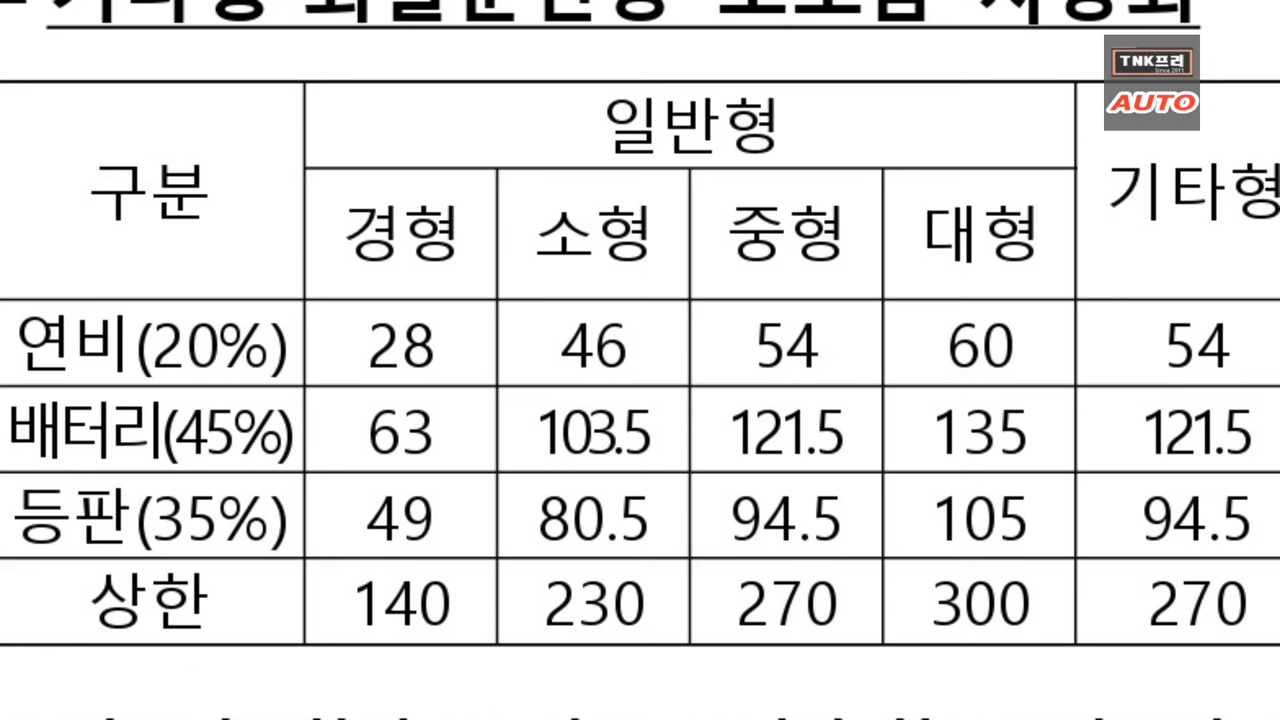 TNK프리
Since 2011
AUTO
구분 일반형 기타형
경형 소형 중형 대형
연비(20%) 28 46 54 60 54
배터리(45%) 63 103.5 121.5 135 121.5
등판(35%) 49 80.5 94.5 105 94.5
상한 140 230 270 300 270